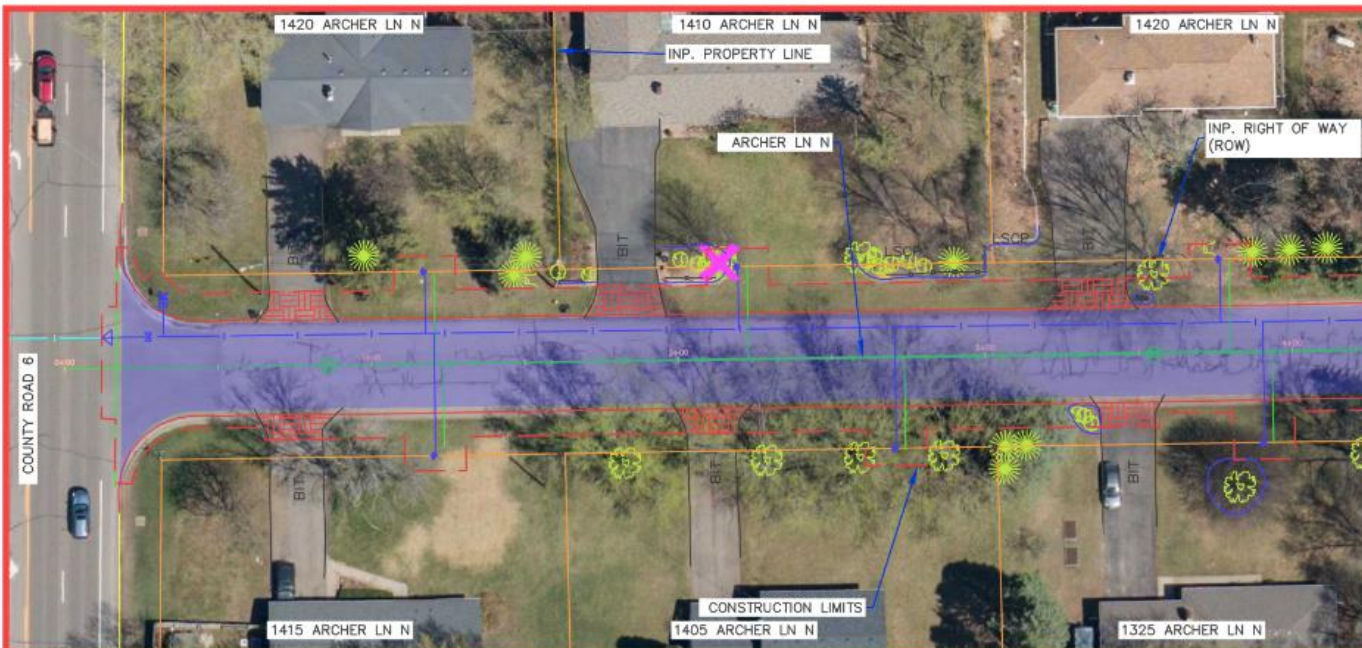 1420 ARCHER LN N
1410 ARCHER LN N
1420 ARCHER LN N
INP. PROPERTY LINE
ARCHER LN N
INP. RIGHT OF WAY
(ROW)
BIT
BIT
LSCP
LSCP
BIT
COUNTY ROAD 6
BIT
BIT
BIT
CONSTRUCTION LIMITS
1415 ARCHER LN N
1405 ARCHER LN N
1325 ARCHER LN N